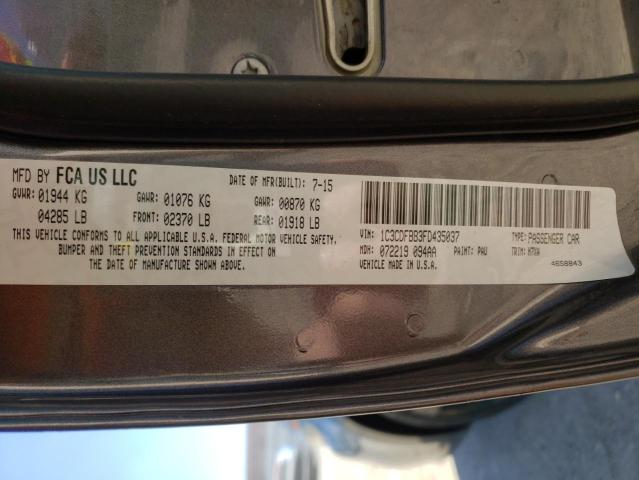 MFD BY FCA US LLC DATE OF MFR(BUILT): 7-15
GVWR: 01944 KG GAWR: 01076 KG GAWR: 00870 KG
04285 LB FRONT: 02370 LB REAR: 01918 LB
THIS VEHICLE CONFORMS TO ALL APPLICABLE U.S.A. FEDERAL MOTOR VEHICLE SAFETY,
BUMPER AND THEFT PREVENTION STANDARDS IN EFFECT ON
THE DATE OF MANUFACTURE SHOWN ABOVE.
VIN: 1C3CDFBB3FD435037 TYPE: PASSENGER CAR
MDH: 072219 094AA PAINT: PAU TRIM: H7XA
VEHICLE MADE IN U.S.A. 4658843